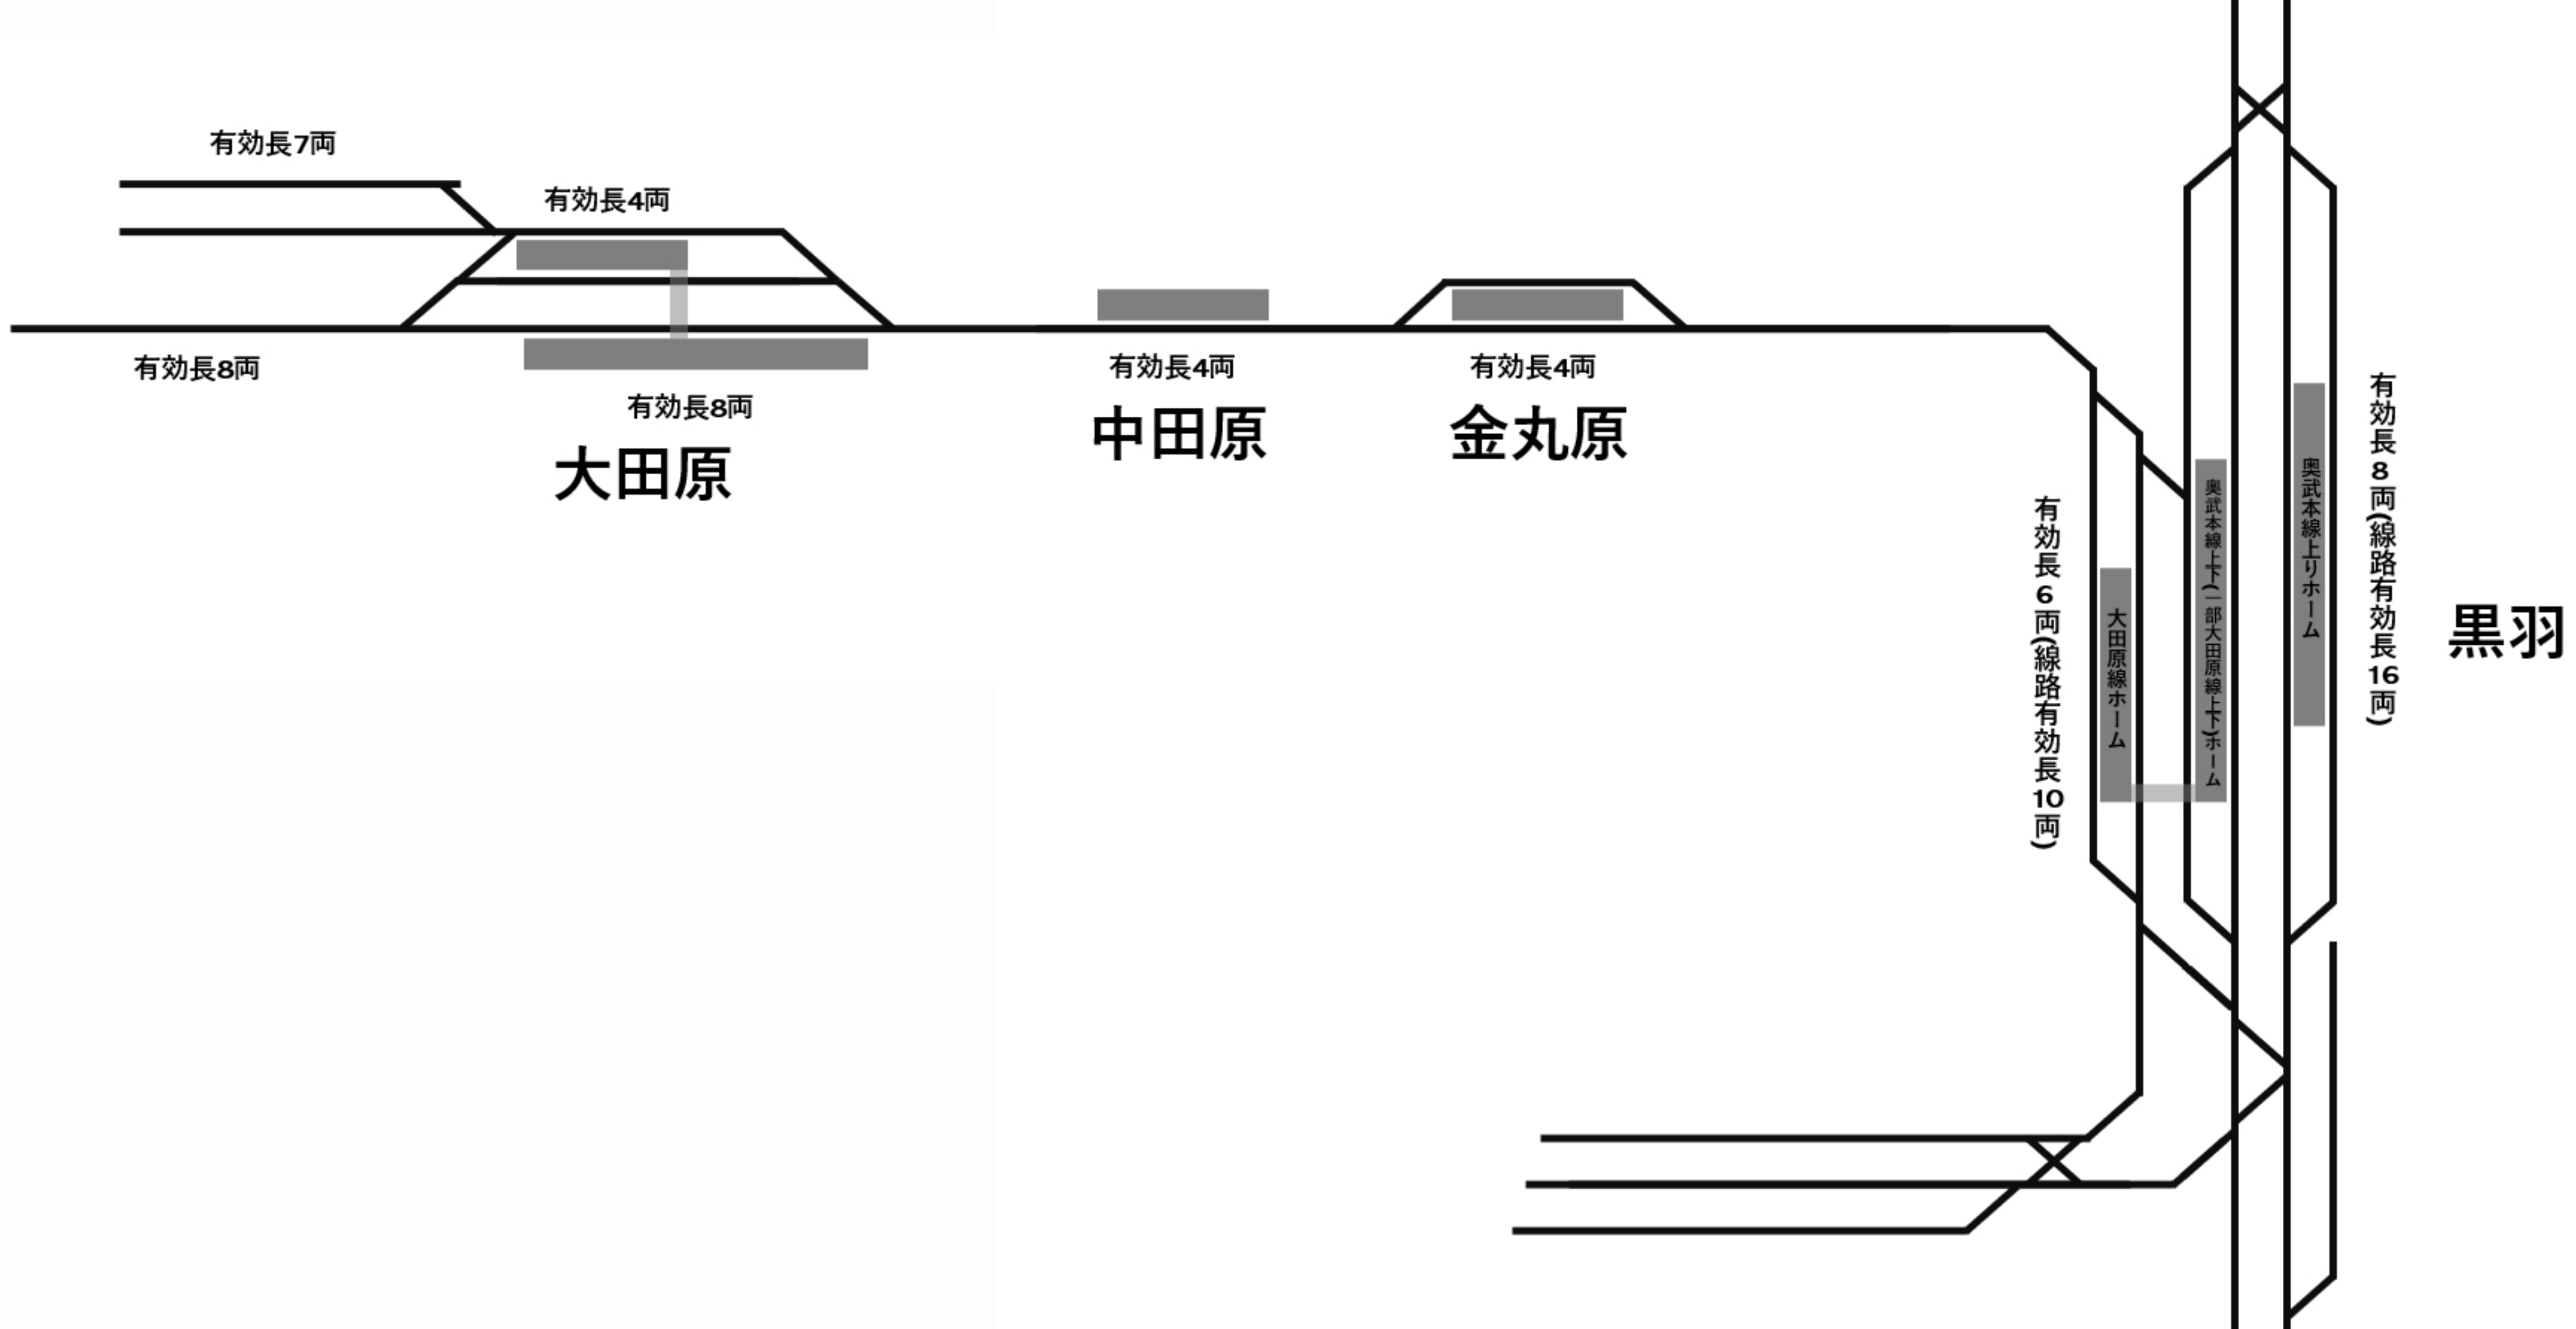 有効長7両
有効長4両
有効長8両
有効長8両
大田原
有効長4両
中田原
有効長4両
金丸原
有効長6両(線路有効長10両)
大田原線ホーム
奥武本線上下(一部大田原線上下)ホーム
奥武本線上りホーム
有効長8両(線路有効長16両)
黒羽